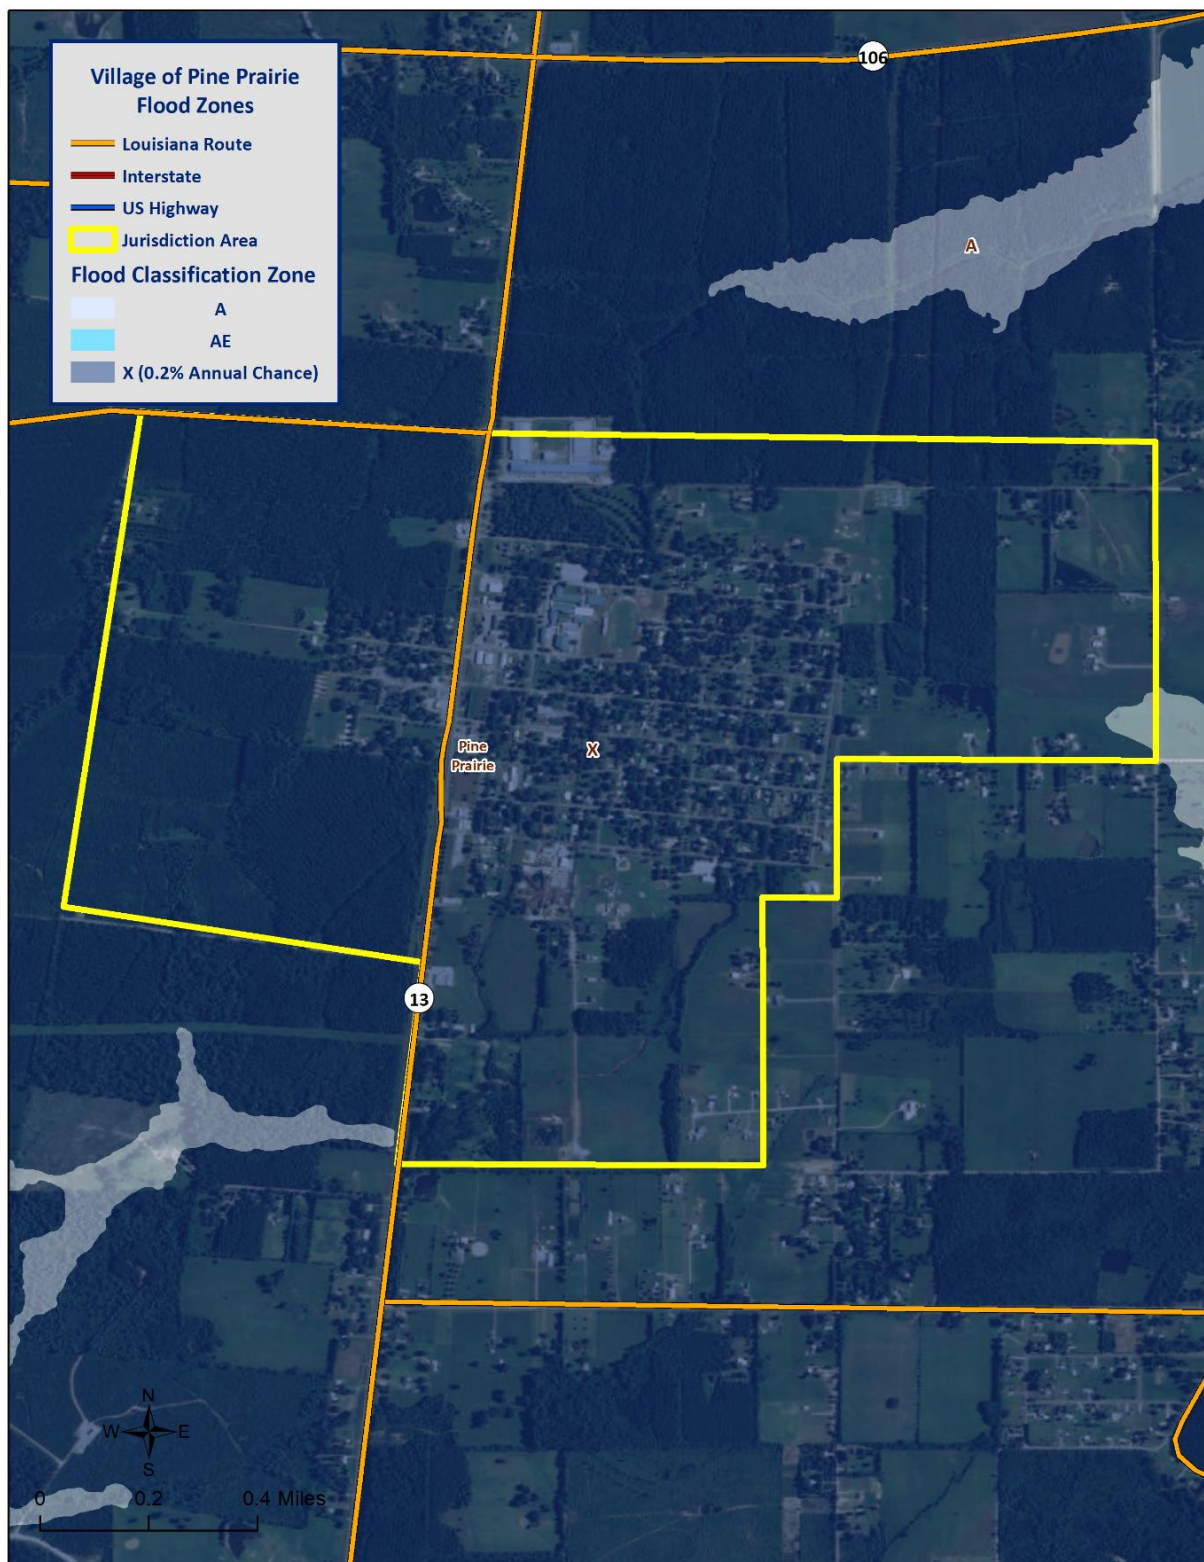 Village of Pine Prairie
Flood Zones
Louisiana Route
Interstate
US Highway
Jurisdiction Area
Flood Classification Zone
A
AE
X (0.2% Annual Chance)
106
A
Pine
Prairie
X
13
N
W E
S
0 0.2 0.4 Miles